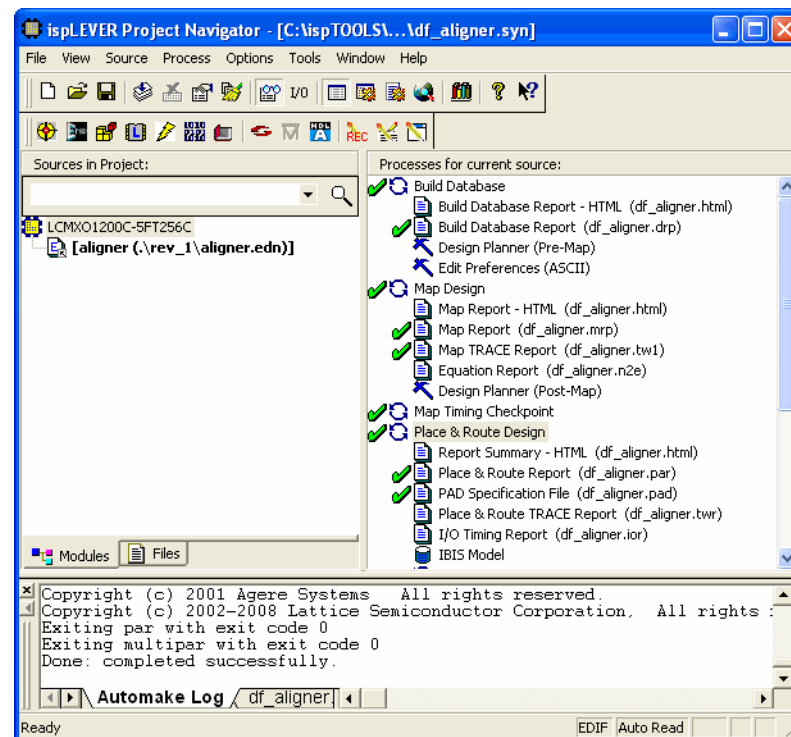 ispLEVER Project Navigator - [C:\ispTOOLS\...\df_aligner.syn]
File View Source Process Options Tools Window Help
I/O
Sources in Project:
LCMXO1200C-5FT256C
[aligner (.\rev_1\aligner.edn)]
Modules Files
Processes for current source:
Build Database
Build Database Report - HTML (df_aligner.html)
Build Database Report (df_aligner.drp)
Design Planner (Pre-Map)
Edit Preferences (ASCII)
Map Design
Map Report - HTML (df_aligner.html)
Map Report (df_aligner.mrp)
Map TRACE Report (df_aligner.tw1)
Equation Report (df_aligner.n2e)
Design Planner (Post-Map)
Map Timing Checkpoint
Place & Route Design
Report Summary - HTML (df_aligner.html)
Place & Route Report (df_aligner.par)
PAD Specification File (df_aligner.pad)
Place & Route TRACE Report (df_aligner.twr)
I/O Timing Report (df_aligner.ior)
IBIS Model
Copyright (c) 2001 Agere Systems All rights reserved.
Copyright (c) 2002-2008 Lattice Semiconductor Corporation, All rights
Exiting par with exit code 0
Exiting multipar with exit code 0
Done: completed successfully.
Automake Log df_aligner
Ready EDIF Auto Read